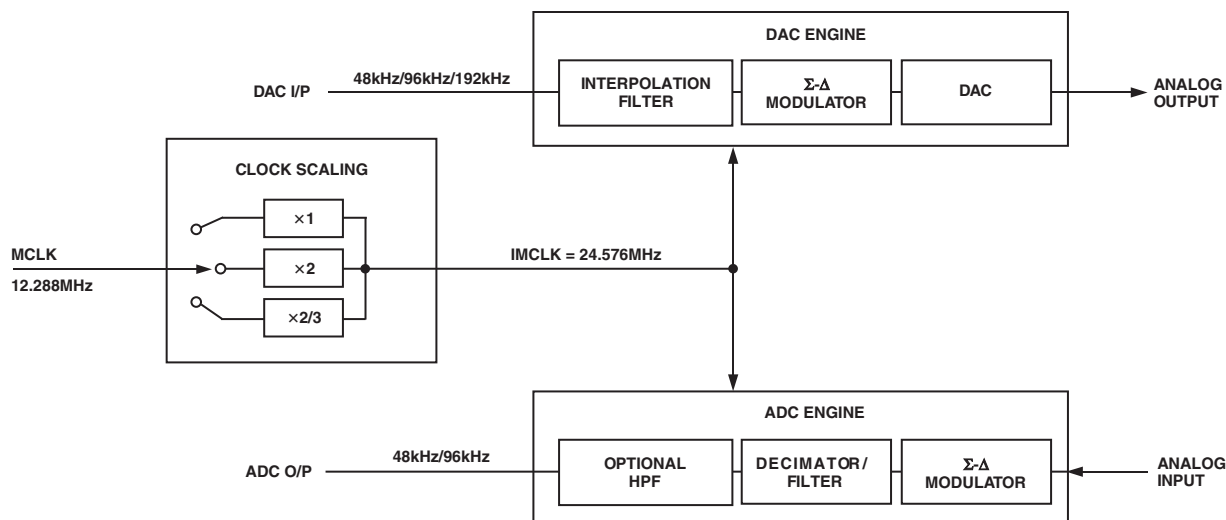 DAC ENGINE
48kHz/96kHz/192kHz
DAC I/P
INTERPOLATION
FILTER
Σ-Δ
MODULATOR
DAC
ANALOG
OUTPUT
CLOCK SCALING
×1
MCLK
12.288MHz
×2
IMCLK = 24.576MHz
×2/3
ADC ENGINE
48kHz/96kHz
ADC O/P
OPTIONAL
HPF
DECIMATOR/
FILTER
Σ-Δ
MODULATOR
ANALOG
INPUT